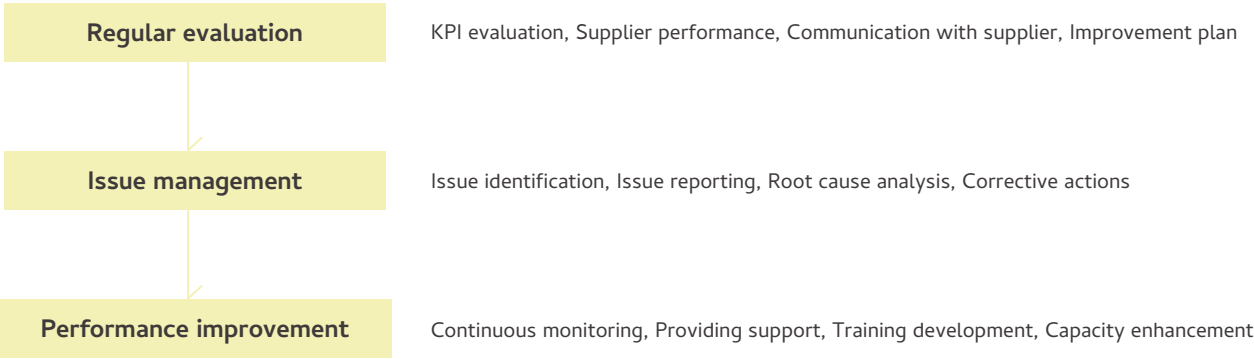 Regular evaluation
KPI evaluation, Supplier performance, Communication with supplier, Improvement plan
Issue management
Issue identification, Issue reporting, Root cause analysis, Corrective actions
Performance improvement
Continuous monitoring, Providing support, Training development, Capacity enhancement